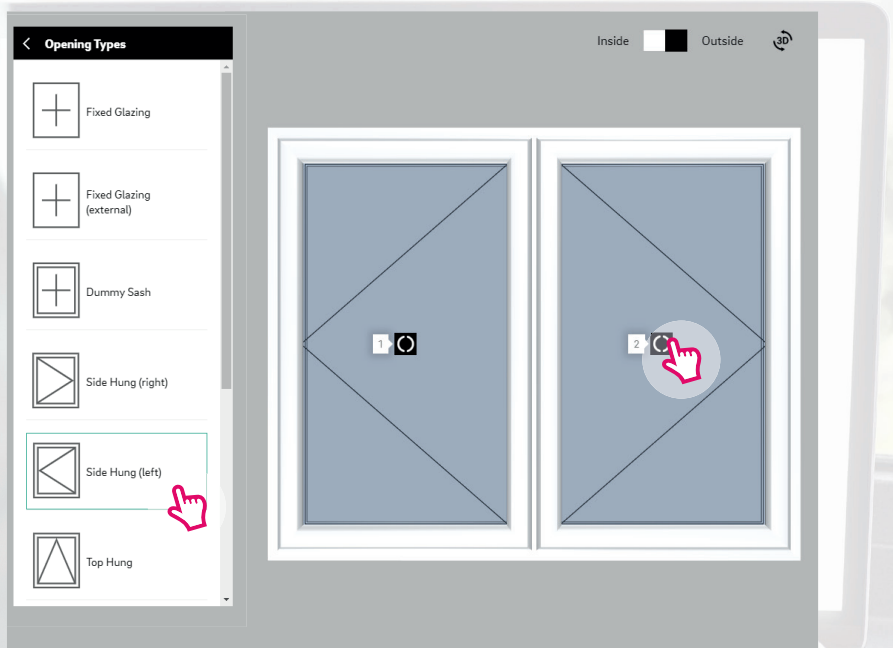 Opening Types
Inside
Outside
3D
Fixed Glazing
Fixed Glazing
(external)
Dummy Sash
Side Hung (right)
Side Hung (left)
Top Hung
1
2